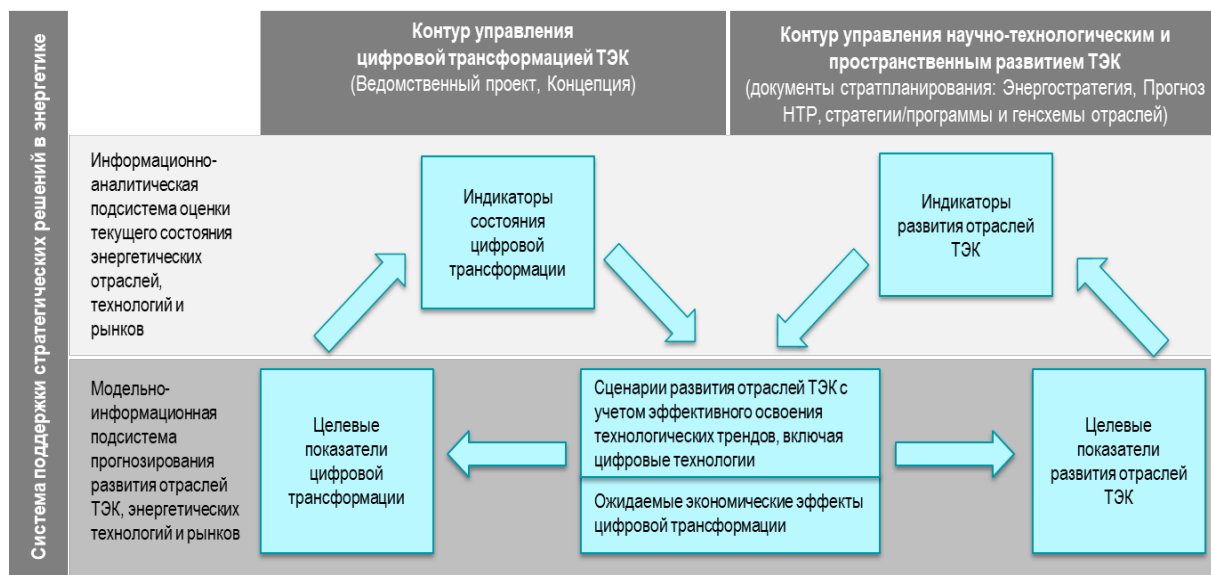 Система поддержки стратегических решений в энергетике
Контур управления
цифровой трансформацией ТЭК
(Ведомственный проект, Концепция)
Контур управления научно-технологическим и
пространственным развитием ТЭК
(документы стратпланирования: Энергостратегия, Прогноз
НТР, стратегии/программы и генсхемы отраслей)
Информационно-
аналитическая
подсистема оценки
текущего состояния
энергетических
отраслей,
технологий и
рынков
Индикаторы
состояния
цифровой
трансформации
Индикаторы
развития отраслей
ТЭК
Модельно-
информационная
подсистема
прогнозирования
развития отраслей
ТЭК, энергетических
технологий и рынков
Целевые
показатели
цифровой
трансформации
Сценарии развития отраслей ТЭК с
учетом эффективного освоения
технологических трендов, включая
цифровые технологии
Ожидаемые экономические эффекты
цифровой трансформации
Целевые
показатели
развития отраслей
ТЭК